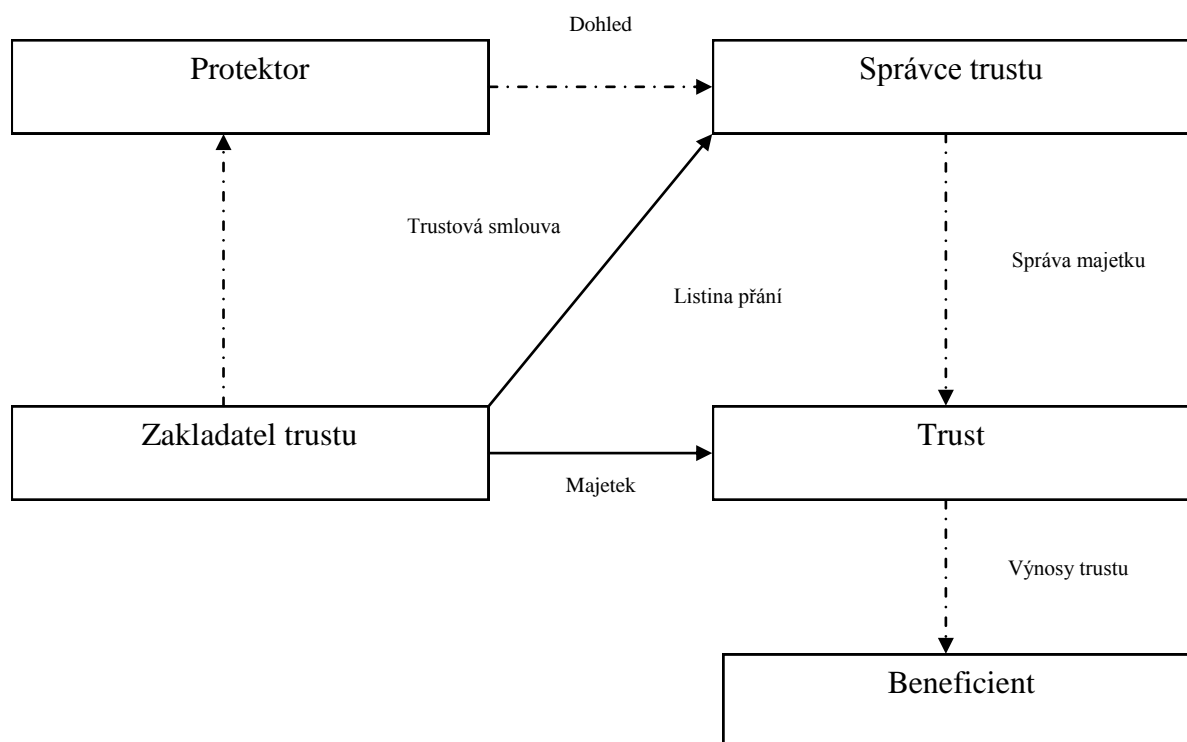 Dohled
Protektor
Správce trustu
Trustová smlouva
Správa majetku
Listina přání
Zakladatel trustu
Trust
Majetek
Výnosy trustu
Beneficient